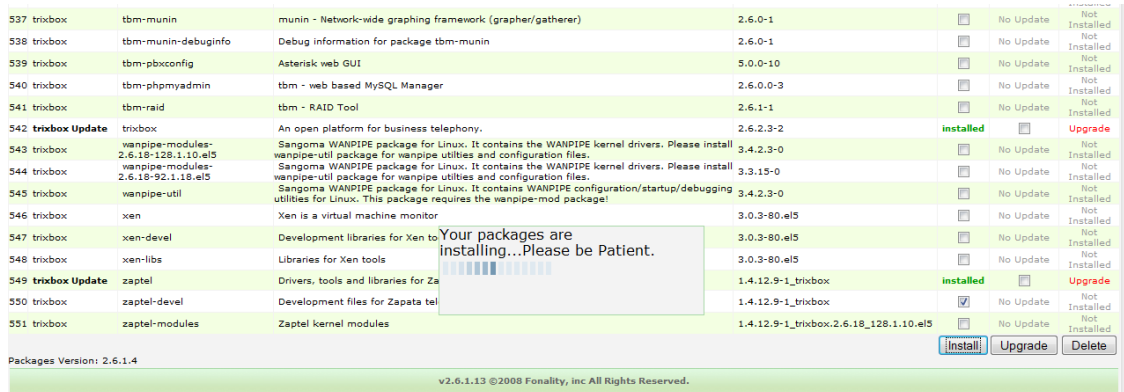 Installed
537 trixbox tbm-munin munin - Network-wide graphing framework (grapher/gatherer) 2.6.0-1 No Update Not Installed
538 trixbox tbm-munin-debuginfo Debug information for package tbm-munin 2.6.0-1 No Update Not Installed
539 trixbox tbm-pbxconfig Asterisk web GUI 5.0.0-10 No Update Not Installed
540 trixbox tbm-phpmyadmin tbm - web based MySQL Manager 2.6.0.0-3 No Update Not Installed
541 trixbox tbm-raid tbm - RAID Tool 2.6.1-1 No Update Not Installed
542 trixbox Update trixbox An open platform for business telephony. 2.6.2.3-2 installed Upgrade
543 trixbox wanpipe-modules-2.6.18-128.1.10.el5 Sangoma WANPIPE package for Linux. It contains the WANPIPE kernel drivers. Please install wanpipe-util package for wanpipe utilties and configuration files. 3.4.2.3-0 No Update Not Installed
544 trixbox wanpipe-modules-2.6.18-92.1.18.el5 Sangoma WANPIPE package for Linux. It contains the WANPIPE kernel drivers. Please install wanpipe-util package for wanpipe utilties and configuration files. 3.3.15-0 No Update Not Installed
545 trixbox wanpipe-util Sangoma WANPIPE package for Linux. It contains WANPIPE configuration/startup/debugging utilities for Linux. This package requires the wanpipe-mod package! 3.4.2.3-0 No Update Not Installed
546 trixbox xen Xen is a virtual machine monitor 3.0.3-80.el5 No Update Not Installed
547 trixbox xen-devel Development libraries for Xen to 3.0.3-80.el5 No Update Not Installed
548 trixbox xen-libs Libraries for Xen tools 3.0.3-80.el5 No Update Not Installed
Your packages are
installing...Please be Patient.
549 trixbox Update zaptel Drivers, tools and libraries for Za 1.4.12.9-1_trixbox installed Upgrade
550 trixbox zaptel-devel Development files for Zapata tel 1.4.12.9-1_trixbox No Update Not Installed
551 trixbox zaptel-modules Zaptel kernel modules 1.4.12.9-1_trixbox.2.6.18_128.1.10.el5 No Update Not Installed
Install Upgrade Delete
Packages Version: 2.6.1.4
v2.6.1.13 ©2008 Fonality, inc All Rights Reserved.